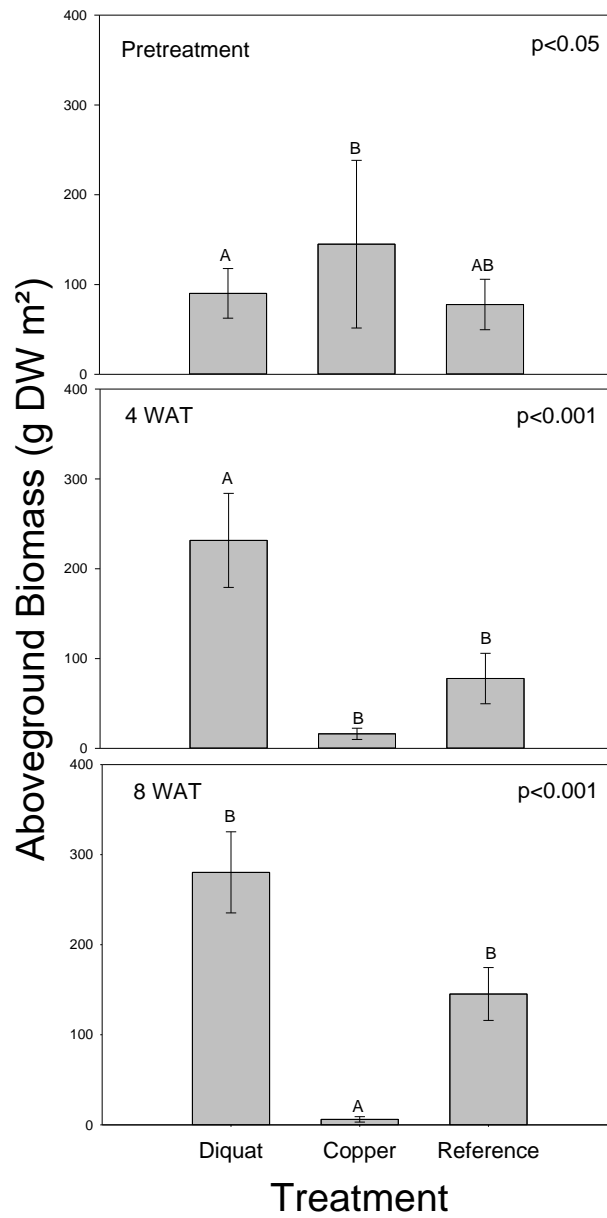 Aboveground Biomass (g DW m²)
Pretreatment
p<0.05
400
300
200
100
0
A
B
AB
4 WAT
p<0.001
400
300
200
100
0
A
B
B
8 WAT
p<0.001
400
300
200
100
0
B
A
B
Diquat
Copper
Reference
Treatment